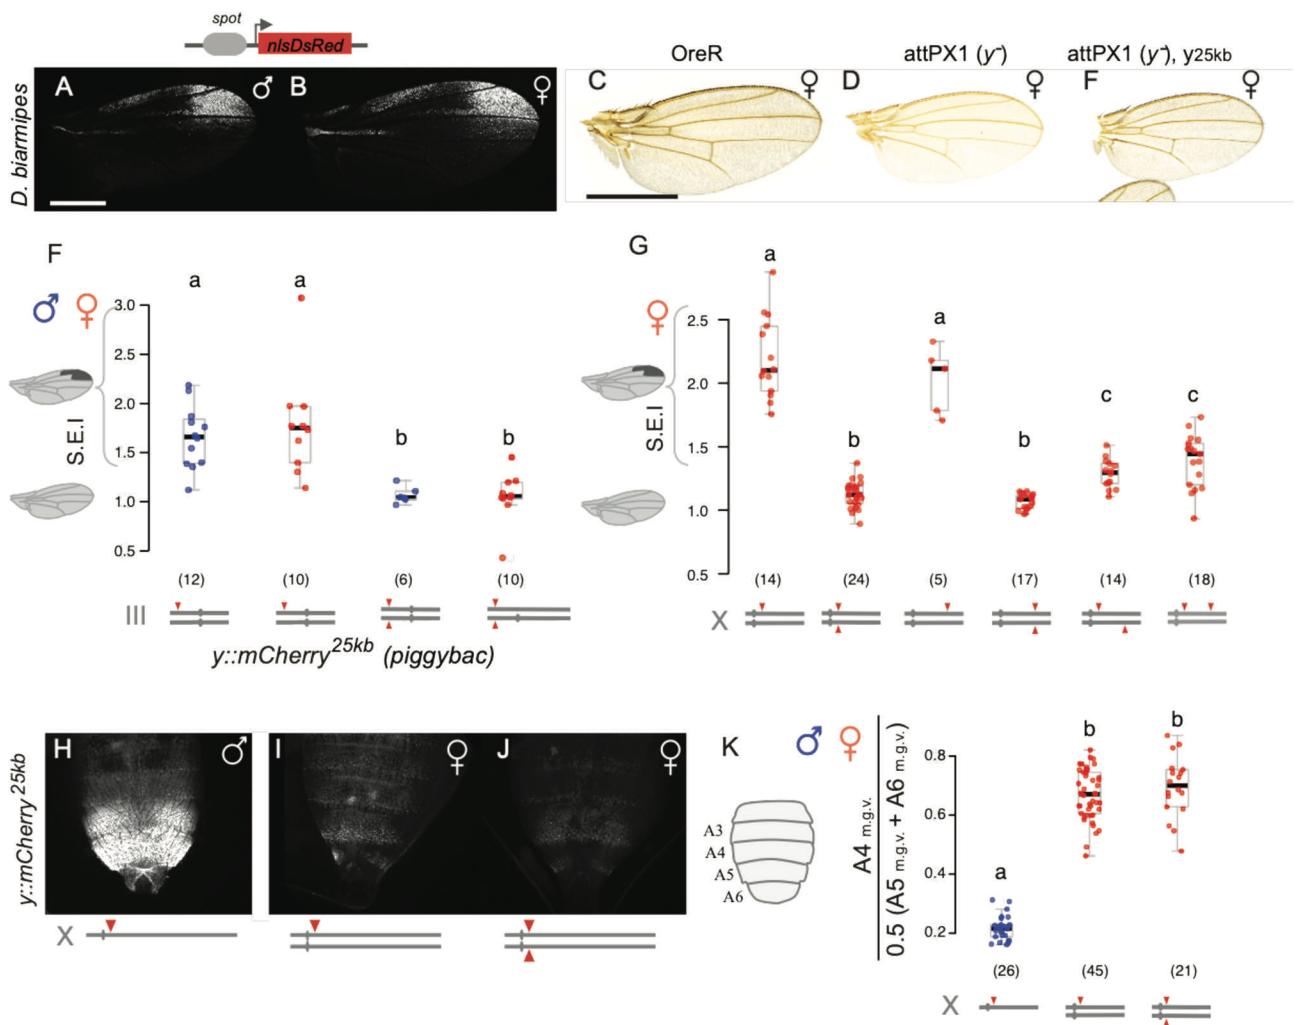 spot
nlsDsRed
OreR
attPX1 (y-)
attPX1 (y-), y25kb
D. biarmipes
A ♂
B ♀
C ♀
D ♀
F ♀
F
♂ ♀
a
a
b
b
3.0
2.5
2.0
1.5
1.0
0.5
S.E.I
(12)
(10)
(6)
(10)
III
y::mCherry25kb (piggybac)
G
♀
a
b
a
b
c
c
2.5
2.0
1.5
1.0
0.5
S.E.I
(14)
(24)
(5)
(17)
(14)
(18)
X
y::mCherry25kb
H ♂
I ♀
J ♀
X
K
♂ ♀
A3
A4
A5
A6
A4 m.g.v.
0.5 (A5 m.g.v. + A6 m.g.v.)
a
b
b
0.8
0.6
0.4
0.2
(26)
(45)
(21)
X